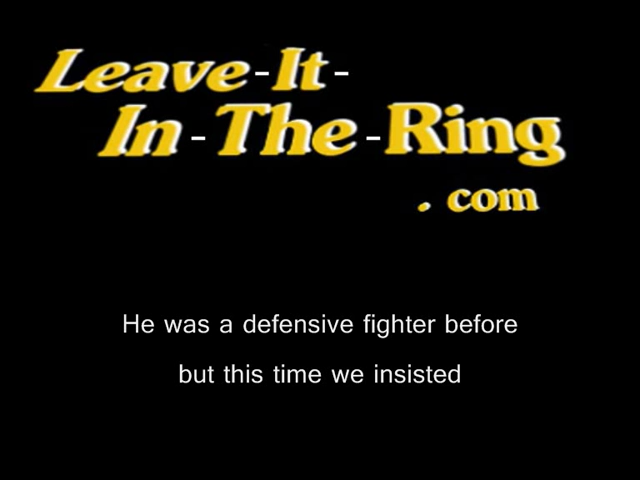 Leave-It-
In-The-Ring
.com
He was a defensive fighter before
but this time we insisted